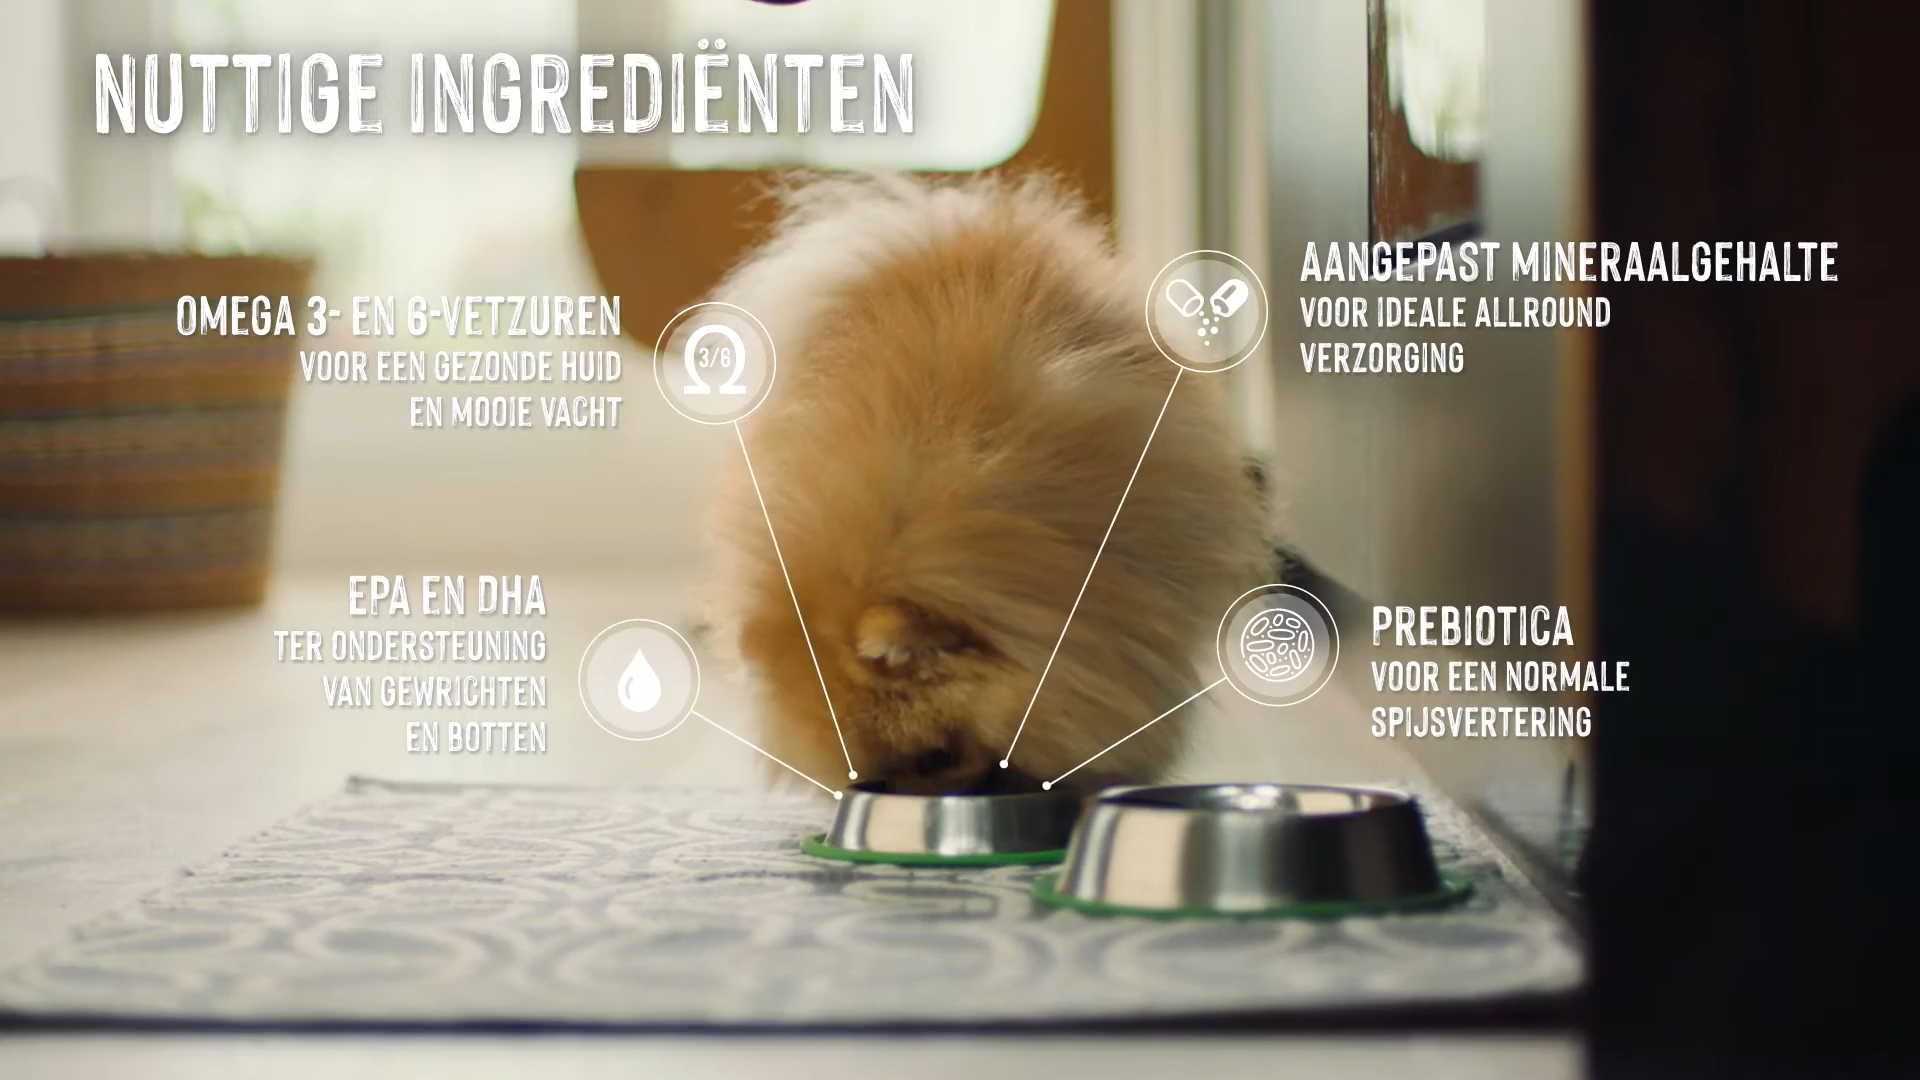 NUTTIGE INGREDIËNTEN
OMEGA 3- EN 6-VETZUREN
VOOR EEN GEZONDE HUID
EN MOOIE VACHT
3/6
AANGEPAST MINERAALGEHALTE
VOOR IDEALE ALLROUND
VERZORGING
EPA EN DHA
TER ONDERSTEUNING
VAN GEWRICHTEN
EN BOTTEN
PREBIOTICA
VOOR EEN NORMALE
SPIJSVERTERING